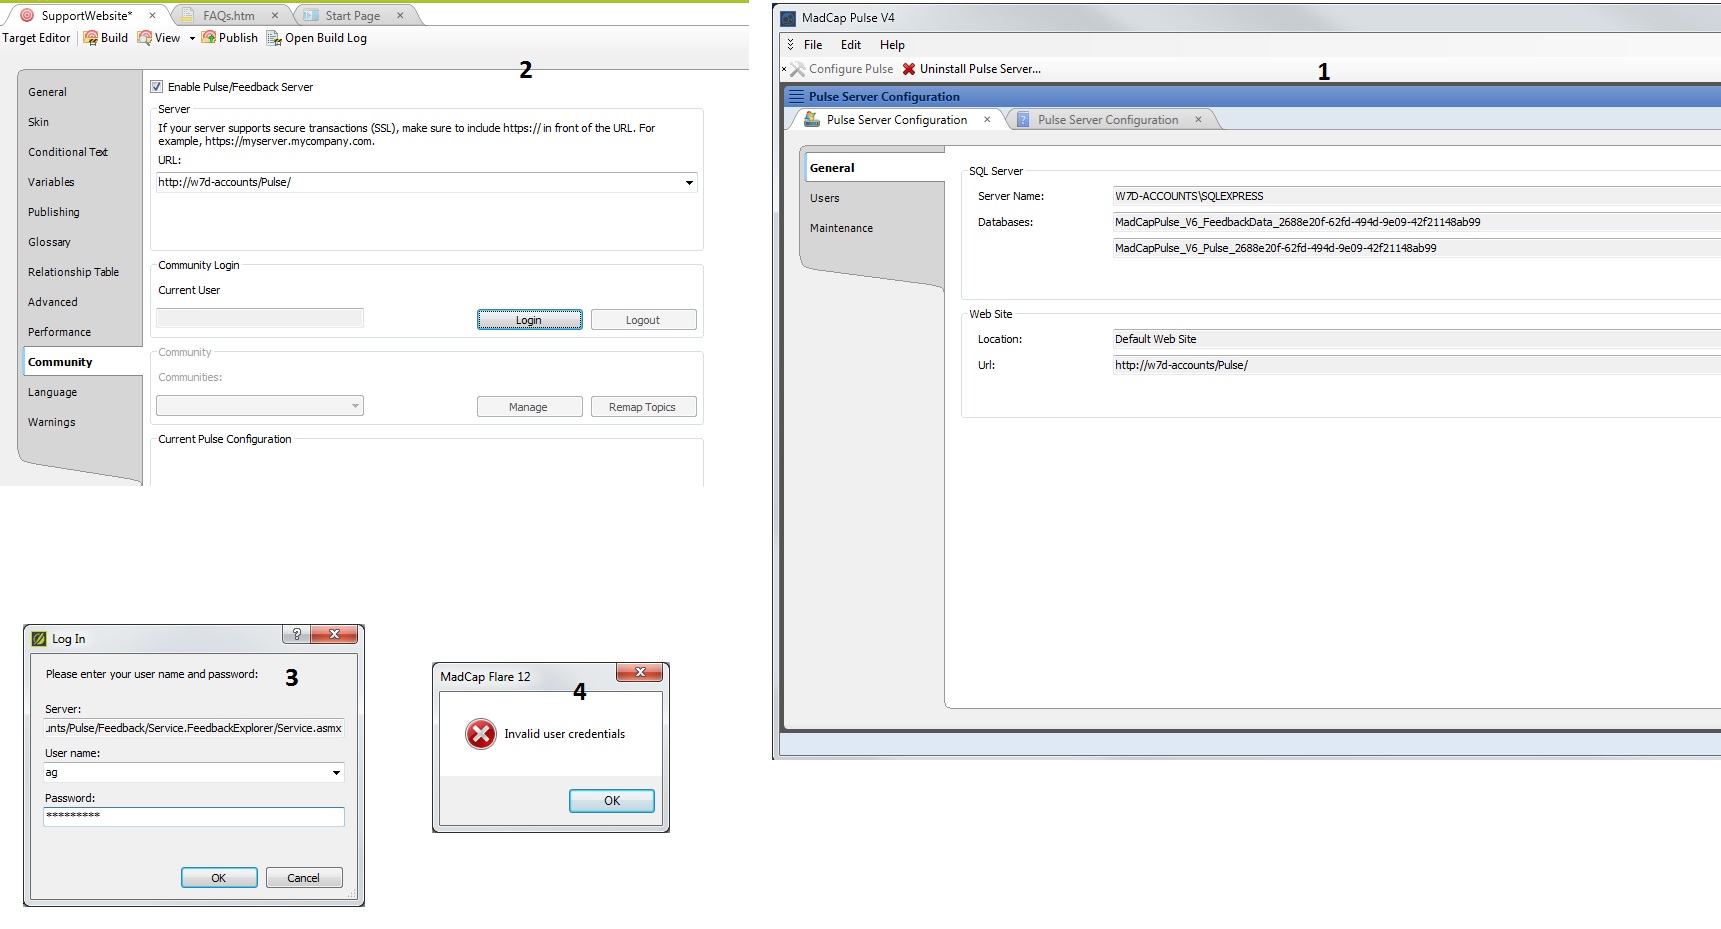 SupportWebsite*
FAQs.htm
Start Page
Target Editor
Build
View
Publish
Open Build Log
2
General
Skin
Conditional Text
Variables
Publishing
Glossary
Relationship Table
Advanced
Performance
Community
Language
Warnings
Enable Pulse/Feedback Server
Server
If your server supports secure transactions (SSL), make sure to include https:// in front of the URL. For
example, https://myserver.mycompany.com.
URL:
http://w7d-accounts/Pulse/
Community Login
Current User
Login
Logout
Community
Communities:
Manage
Remap Topics
Current Pulse Configuration
MadCap Pulse V4
File
Edit
Help
Configure Pulse
Uninstall Pulse Server...
1
Pulse Server Configuration
Pulse Server Configuration
Pulse Server Configuration
General
Users
Maintenance
SQL Server
Server Name:
W7D-ACCOUNTS\SQLEXPRESS
Databases:
MadCapPulse_V6_FeedbackData_2688e20f-62fd-494d-9e09-42f21148ab99
MadCapPulse_V6_Pulse_2688e20f-62fd-494d-9e09-42f21148ab99
Web Site
Location:
Default Web Site
Url:
http://w7d-accounts/Pulse/
Log In
Please enter your user name and password:
3
Server:
unts/Pulse/Feedback/Service.FeedbackExplorer/Service.asmx
User name:
ag
Password:
*********
OK
Cancel
MadCap Flare 12
4
Invalid user credentials
OK